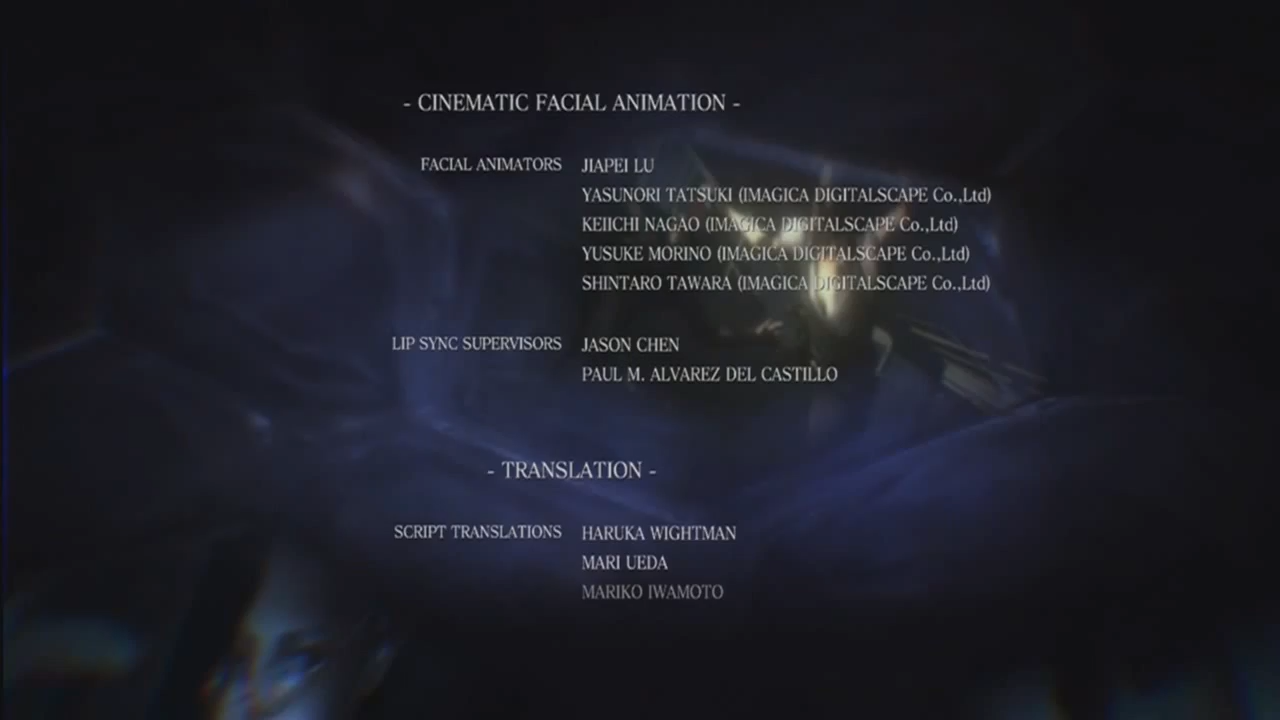 - CINEMATIC FACIAL ANIMATION -
FACIAL ANIMATORS JIAPEI LU
YASUNORI TATSUKI (IMAGICA DIGITALSCAPE Co.,Ltd)
KEIICHI NAGAO (IMAGICA DIGITALSCAPE Co.,Ltd)
YUSUKE MORINO (IMAGICA DIGITALSCAPE Co.,Ltd)
SHINTARO TAWARA (IMAGICA DIGITALSCAPE Co.,Ltd)
LIP SYNC SUPERVISORS JASON CHEN
PAUL M. ALVAREZ DEL CASTILLO
- TRANSLATION -
SCRIPT TRANSLATIONS HARUKA WIGHTMAN
MARI UEDA
MARIKO IWAMOTO